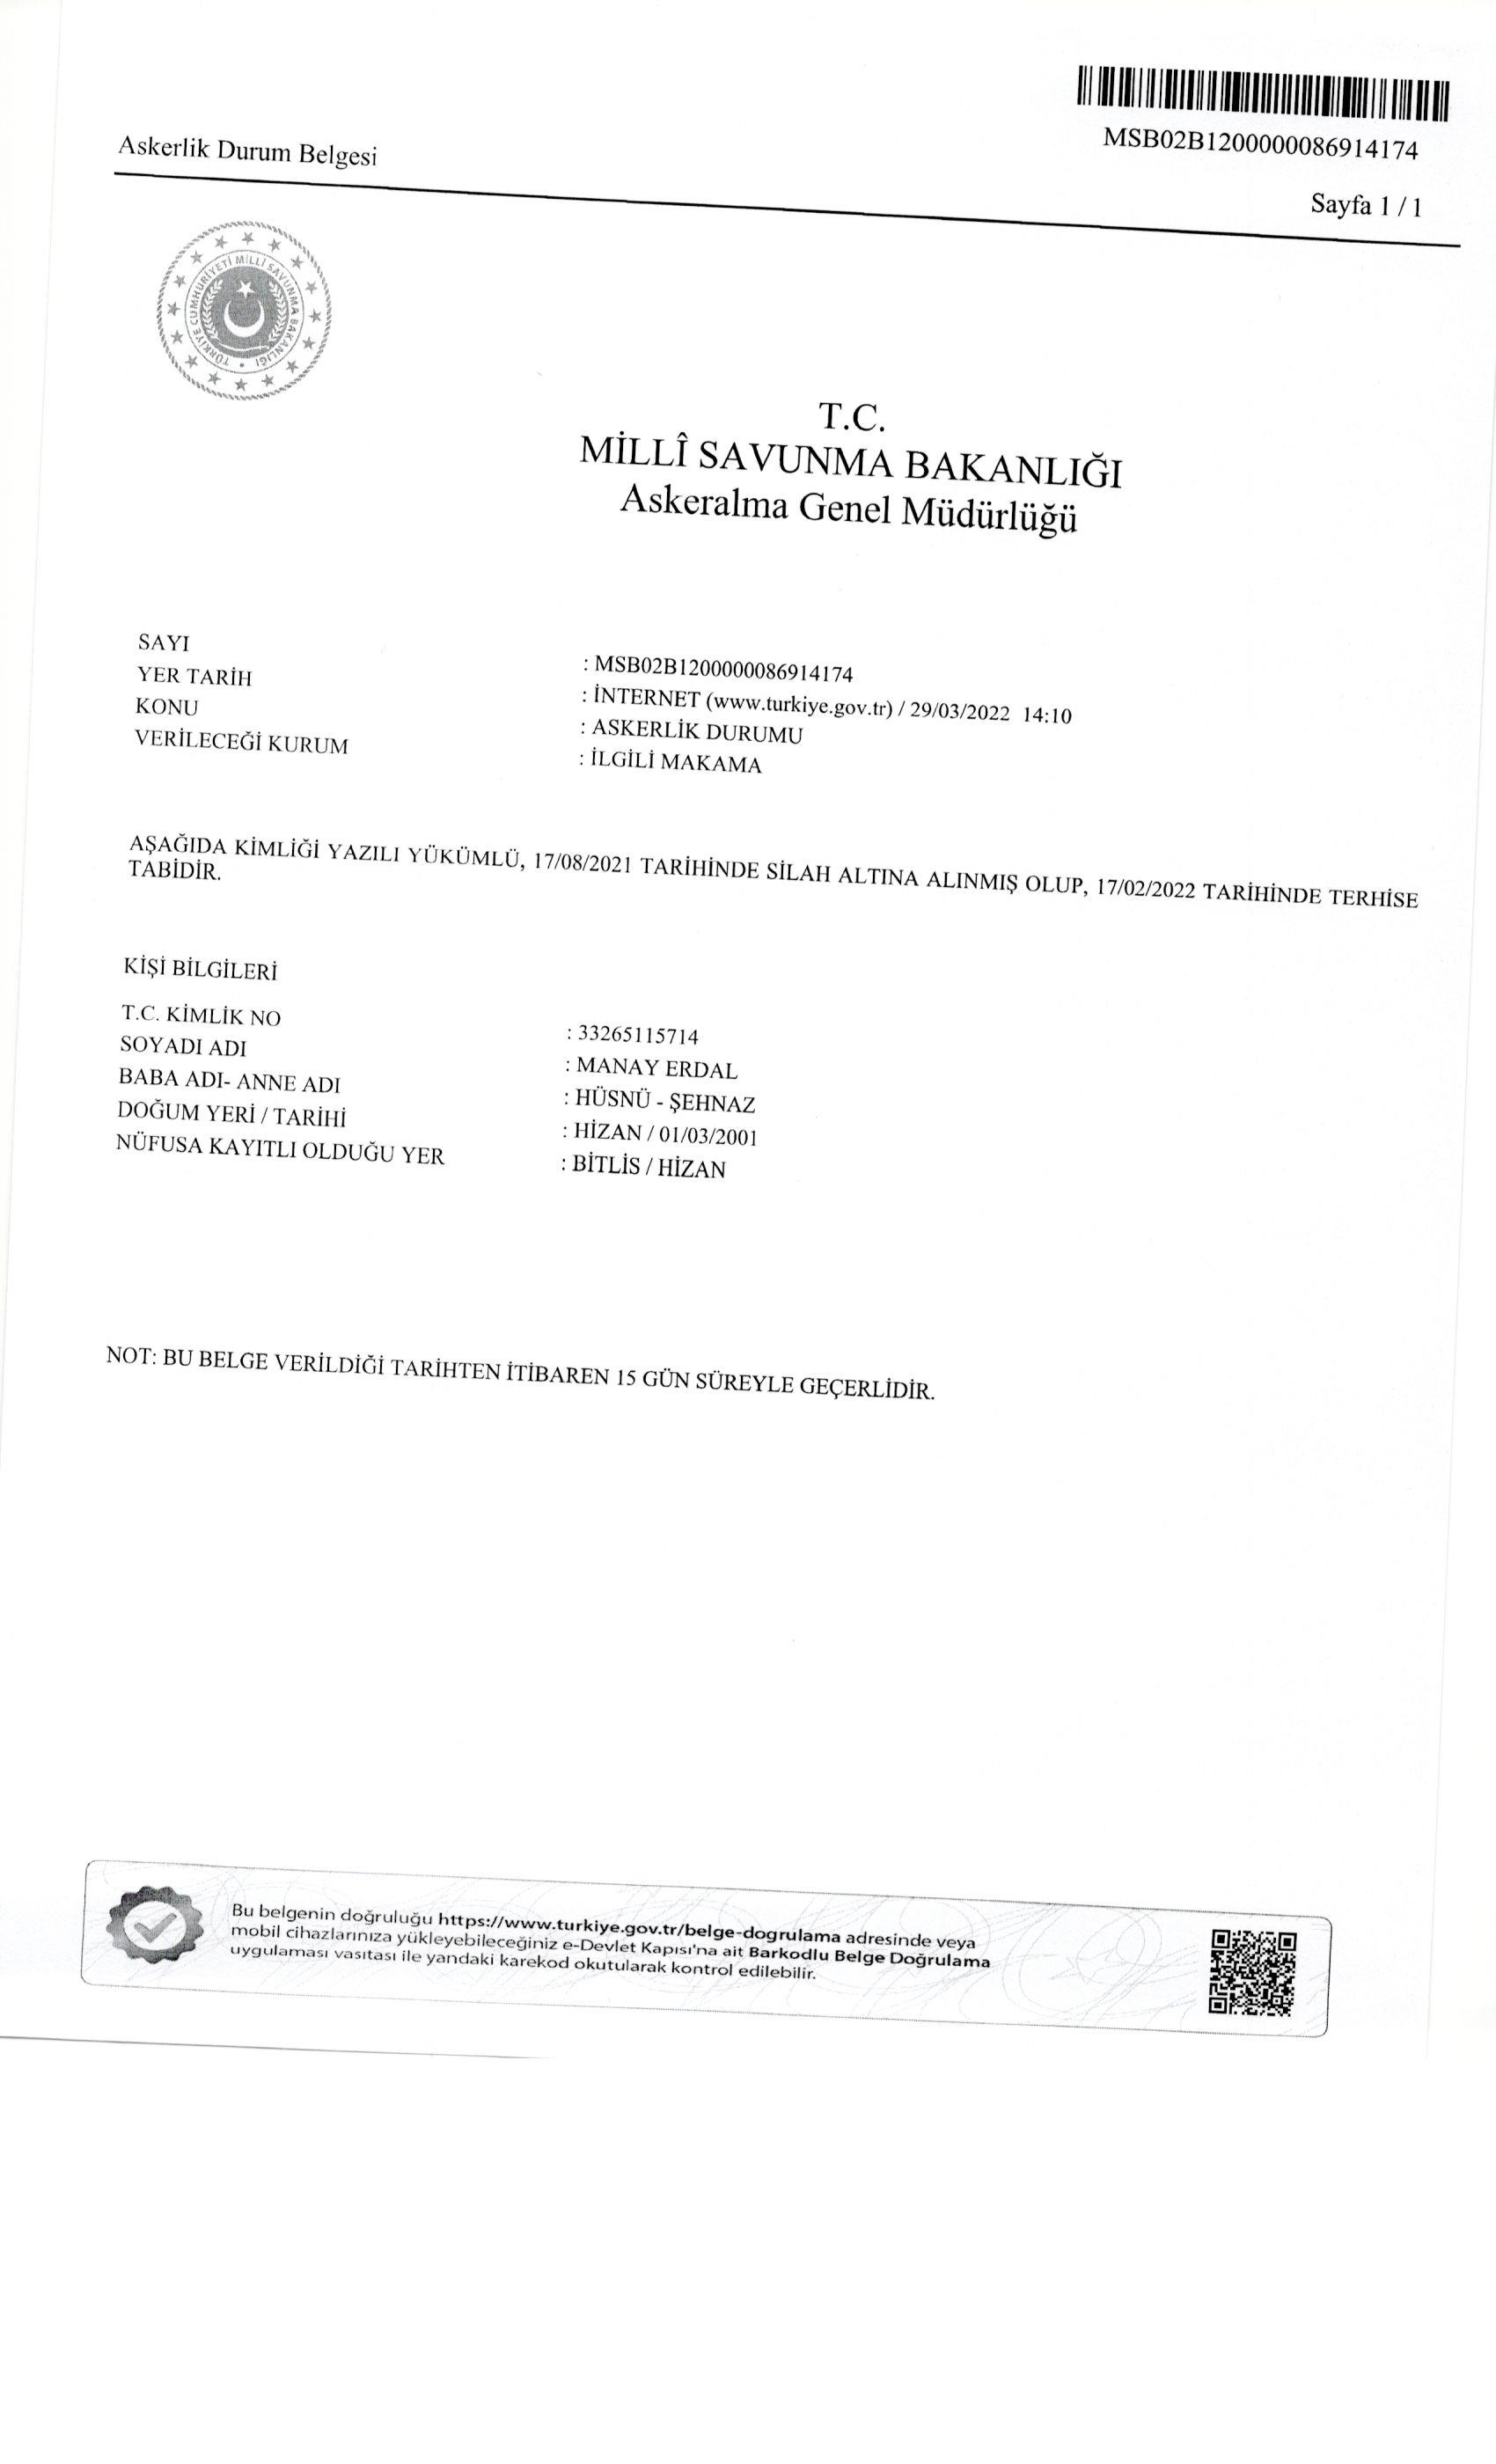 MSB02B1200000086914174
Askerlik Durum Belgesi
Sayfa 1 / 1
TÜRKİYE CUMHURİYETİ MİLLİ SAVUNMA BAKANLIĞI
T.C.
MİLLÎ SAVUNMA BAKANLIĞI
Askeralma Genel Müdürlüğü
SAYI : MSB02B1200000086914174
YER TARİH : İNTERNET (www.turkiye.gov.tr) / 29/03/2022 14:10
KONU : ASKERLİK DURUMU
VERİLECEĞİ KURUM : İLGİLİ MAKAMA
AŞAĞIDA KİMLİĞİ YAZILI YÜKÜMLÜ, 17/08/2021 TARİHİNDE SİLAH ALTINA ALINMIŞ OLUP, 17/02/2022 TARİHİNDE TERHİSE
TABİDİR.
KİŞİ BİLGİLERİ
T.C. KİMLİK NO : 33265115714
SOYADI ADI : MANAY ERDAL
BABA ADI- ANNE ADI : HÜSNÜ - ŞEHNAZ
DOĞUM YERİ / TARİHİ : HİZAN / 01/03/2001
NÜFUSA KAYITLI OLDUĞU YER : BİTLİS / HİZAN
NOT: BU BELGE VERİLDİĞİ TARİHTEN İTİBAREN 15 GÜN SÜREYLE GEÇERLİDİR.
Bu belgenin doğruluğu https://www.turkiye.gov.tr/belge-dogrulama adresinde veya
mobil cihazlarınıza yükleyebileceğiniz e-Devlet Kapısı'na ait Barkodlu Belge Doğrulama
uygulaması vasıtası ile yandaki karekod okutularak kontrol edilebilir.